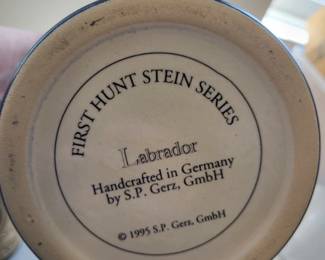 FIRST HUNT STEIN SERIES
Labrador
Handcrafted in Germany
by S.P. Gerz, GmbH
© 1995 S.P. Gerz, GmbH